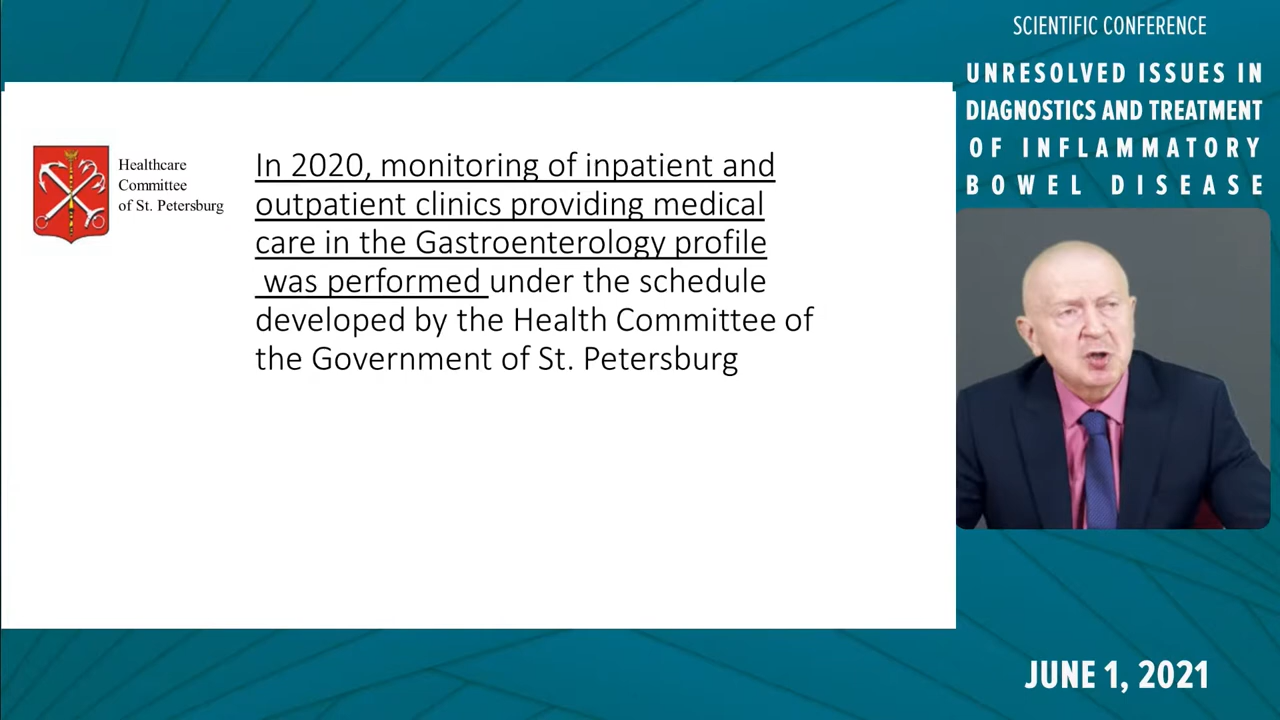 SCIENTIFIC CONFERENCE
UNRESOLVED ISSUES IN
DIAGNOSTICS AND TREATMENT
OF INFLAMMATORY
BOWEL DISEASE
Healthcare
Committee
of St. Petersburg
In 2020, monitoring of inpatient and
outpatient clinics providing medical
care in the Gastroenterology profile
was performed under the schedule
developed by the Health Committee of
the Government of St. Petersburg
JUNE 1, 2021